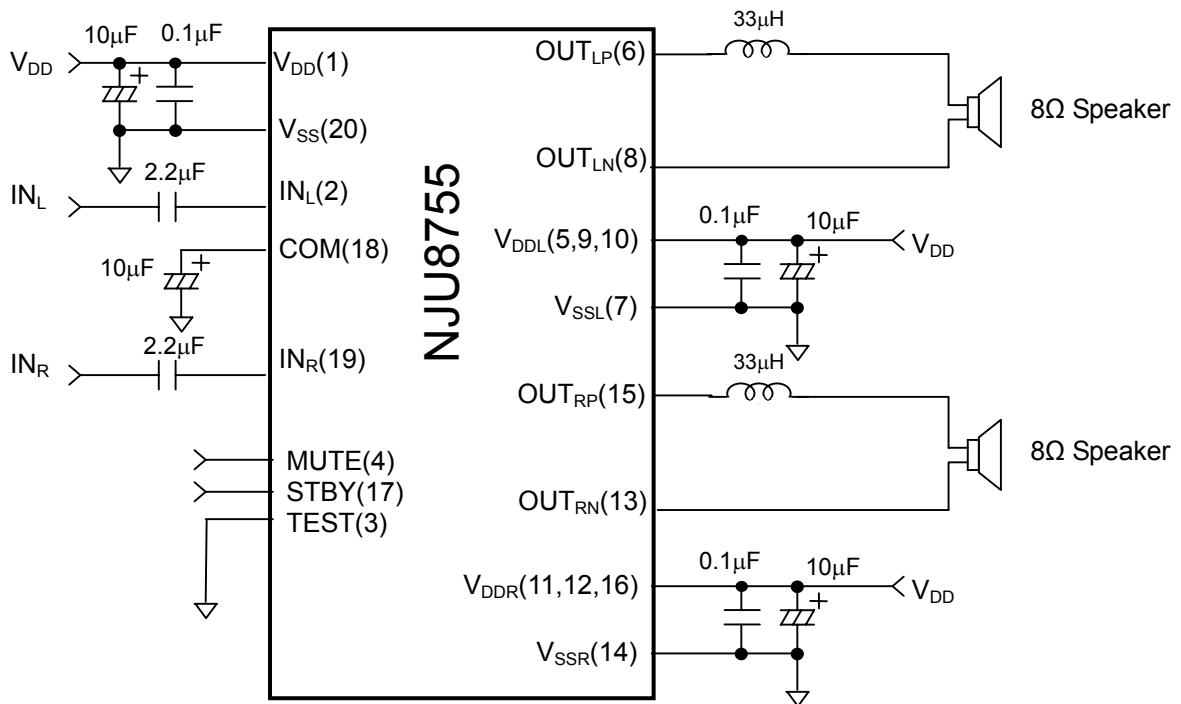 10μF
0.1μF
V_DD
V_DD(1)
V_SS(20)
2.2μF
IN_L
IN_L(2)
COM(18)
10μF
+
2.2μF
IN_R
IN_R(19)
MUTE(4)
STBY(17)
TEST(3)
+
NJU8755
33μH
OUT_LP(6)
8Ω Speaker
OUT_LN(8)
0.1μF
10μF
V_DDL(5,9,10)
V_DD
+
V_SSL(7)
33μH
OUT_RP(15)
8Ω Speaker
OUT_RN(13)
0.1μF
10μF
V_DDR(11,12,16)
V_DD
+
V_SSR(14)